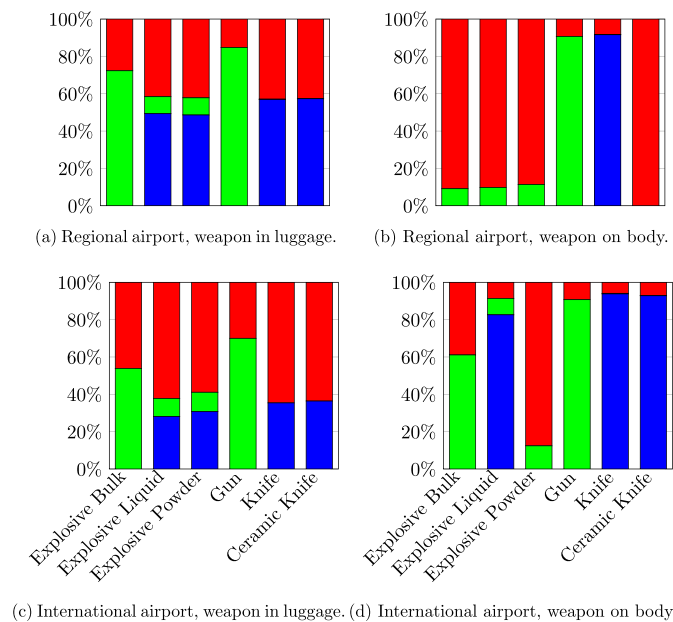 100%
80%
60%
40%
20%
0%
(a) Regional airport, weapon in luggage.
100%
80%
60%
40%
20%
0%
(b) Regional airport, weapon on body.
100%
80%
60%
40%
20%
0%
Explosive Bulk
Explosive Liquid
Explosive Powder
Gun
Knife
Ceramic Knife
(c) International airport, weapon in luggage.
100%
80%
60%
40%
20%
0%
Explosive Bulk
Explosive Liquid
Explosive Powder
Gun
Knife
Ceramic Knife
(d) International airport, weapon on body